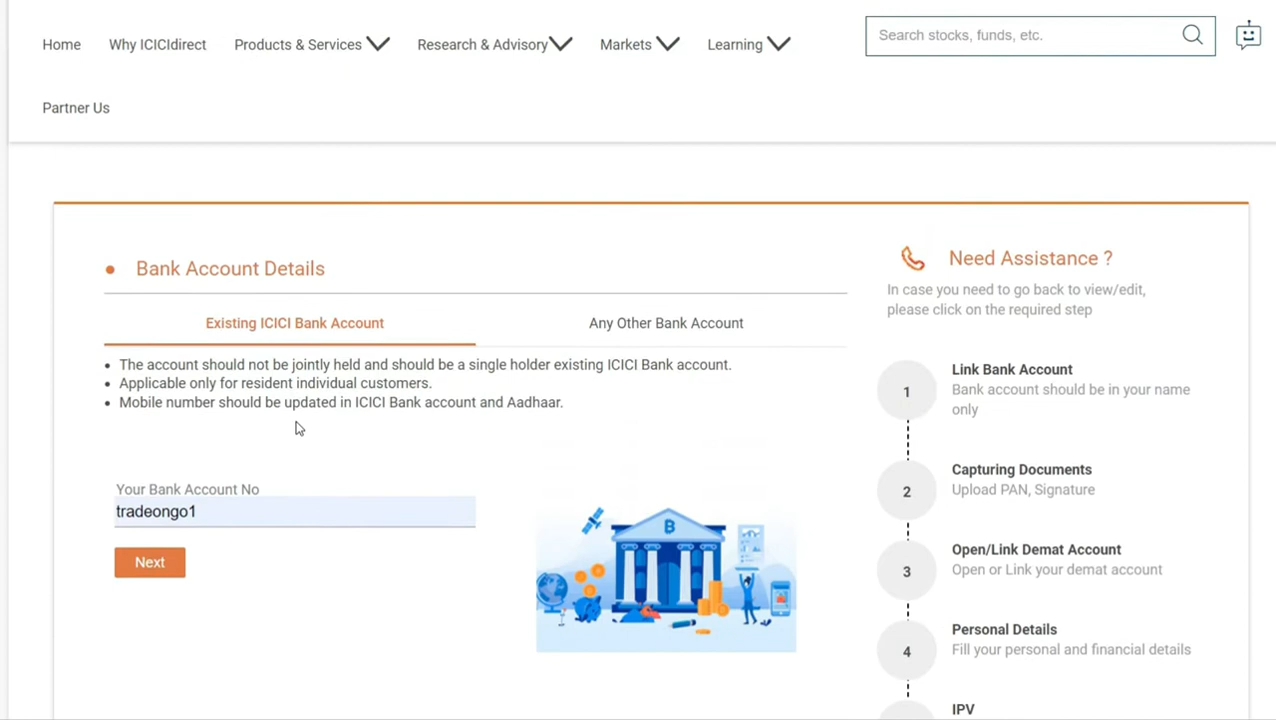 Home Why ICICIdirect Products & Services Research & Advisory Markets Learning Search stocks, funds, etc.
Partner Us
Bank Account Details
Existing ICICI Bank Account Any Other Bank Account
The account should not be jointly held and should be a single holder existing ICICI Bank account.
Applicable only for resident individual customers.
Mobile number should be updated in ICICI Bank account and Aadhaar.
Your Bank Account No
tradeongo1
Next
B
Need Assistance ?
In case you need to go back to view/edit,
please click on the required step
1 Link Bank Account
Bank account should be in your name
only
2 Capturing Documents
Upload PAN, Signature
3 Open/Link Demat Account
Open or Link your demat account
4 Personal Details
Fill your personal and financial details
IPV